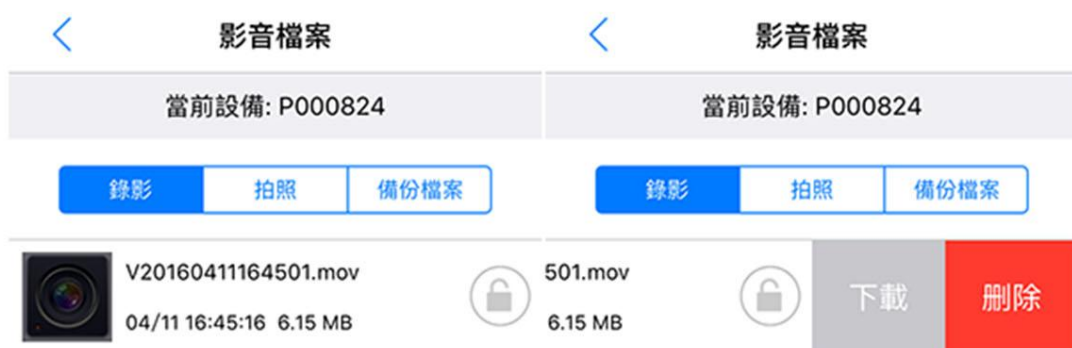 影音檔案
當前設備: P000824
錄影 拍照 備份檔案
V20160411164501.mov
04/11 16:45:16 6.15 MB
影音檔案
當前設備: P000824
錄影 拍照 備份檔案
501.mov
6.15 MB
下載 刪除